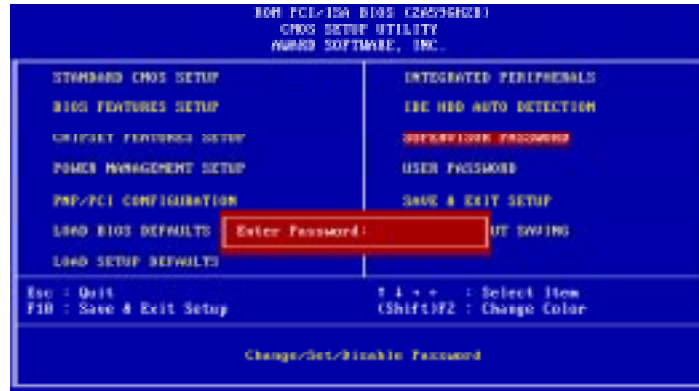 ROM PCI/ISA BIOS (2A5996HZB)
CMOS SETUP UTILITY
AWARD SOFTWARE, INC.
STANDARD CMOS SETUP
BIOS FEATURES SETUP
CHIPSET FEATURES SETUP
POWER MANAGEMENT SETUP
PNP/PCI CONFIGURATION
LOAD BIOS DEFAULTS
LOAD SETUP DEFAULTS
INTEGRATED PERIPHERALS
IDE HDD AUTO DETECTION
SUPERVISOR PASSWORD
USER PASSWORD
SAVE & EXIT SETUP
UT SAVING
Enter Password:
Esc : Quit
F10 : Save & Exit Setup
↑ ↓ → ← : Select Item
(Shift)F2 : Change Color
Change/Set/Disable Password